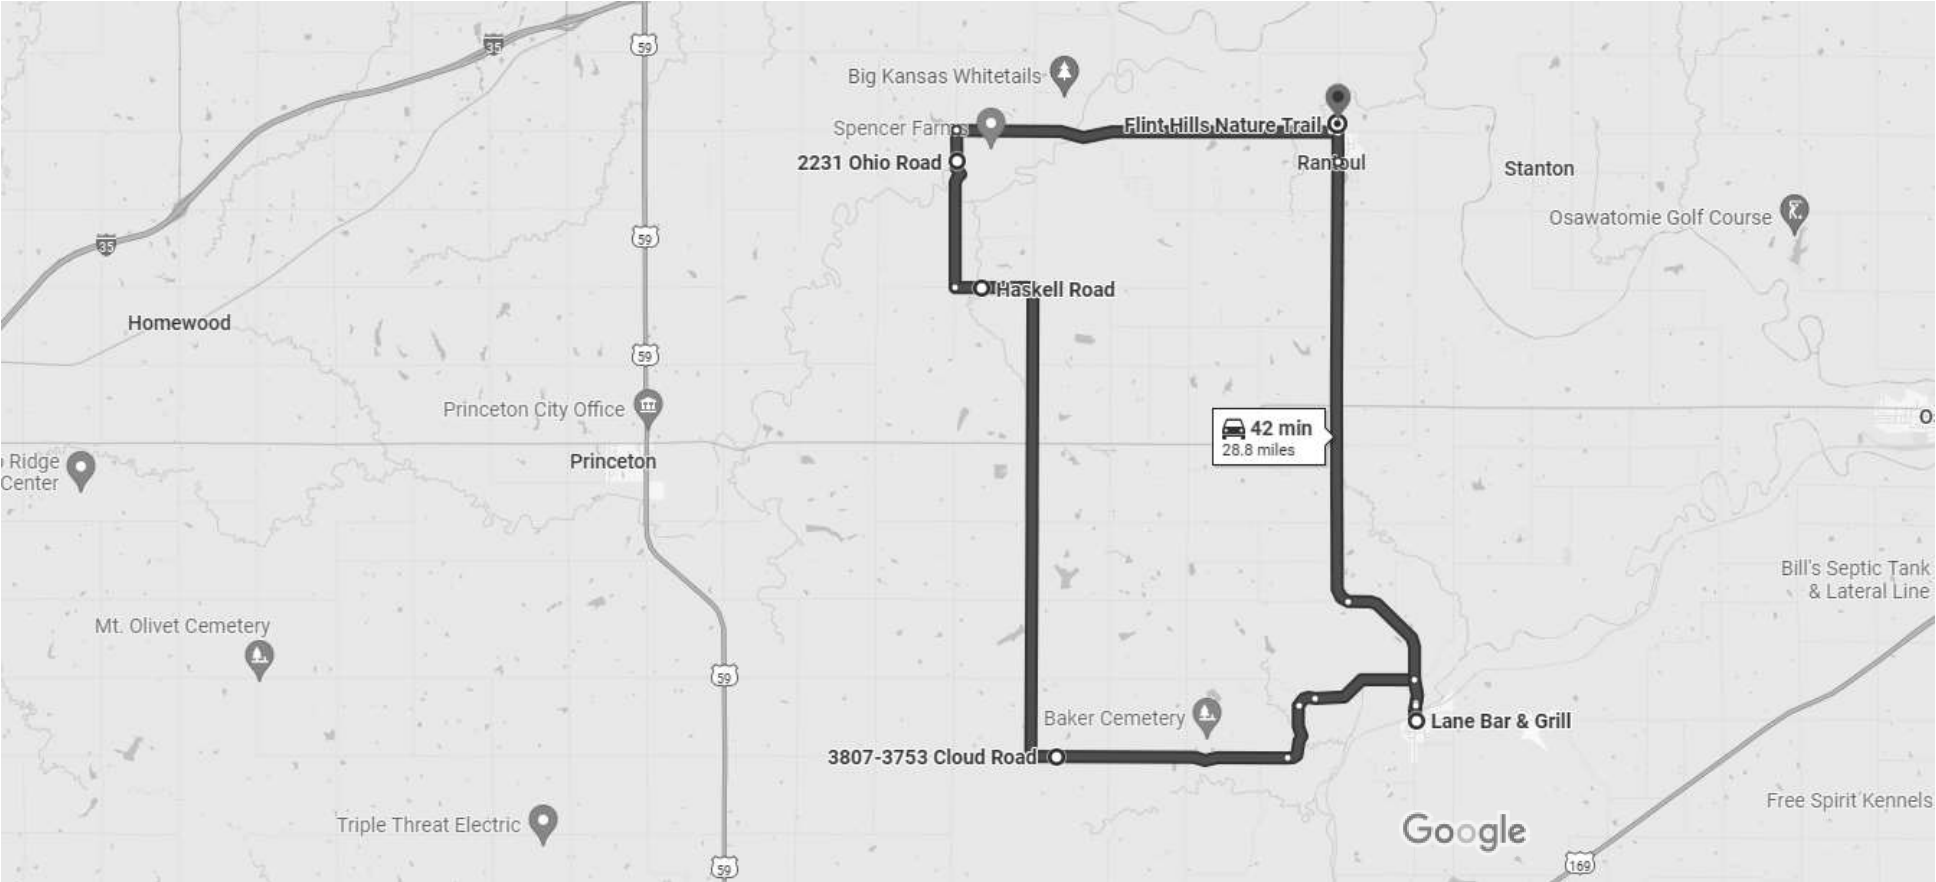 35
59
Big Kansas Whitetails
Spencer Farms
Flint Hills Nature Trail
2231 Ohio Road
Rantoul
Stanton
Osawatomie Golf Course
59
35
Haskell Road
Homewood
59
Princeton City Office
42 min
28.8 miles
Ridge
Center
Princeton
Bill's Septic Tank
& Lateral Line
Mt. Olivet Cemetery
59
Baker Cemetery
Lane Bar & Grill
3807-3753 Cloud Road
Free Spirit Kennels
Triple Threat Electric
Google
59
169